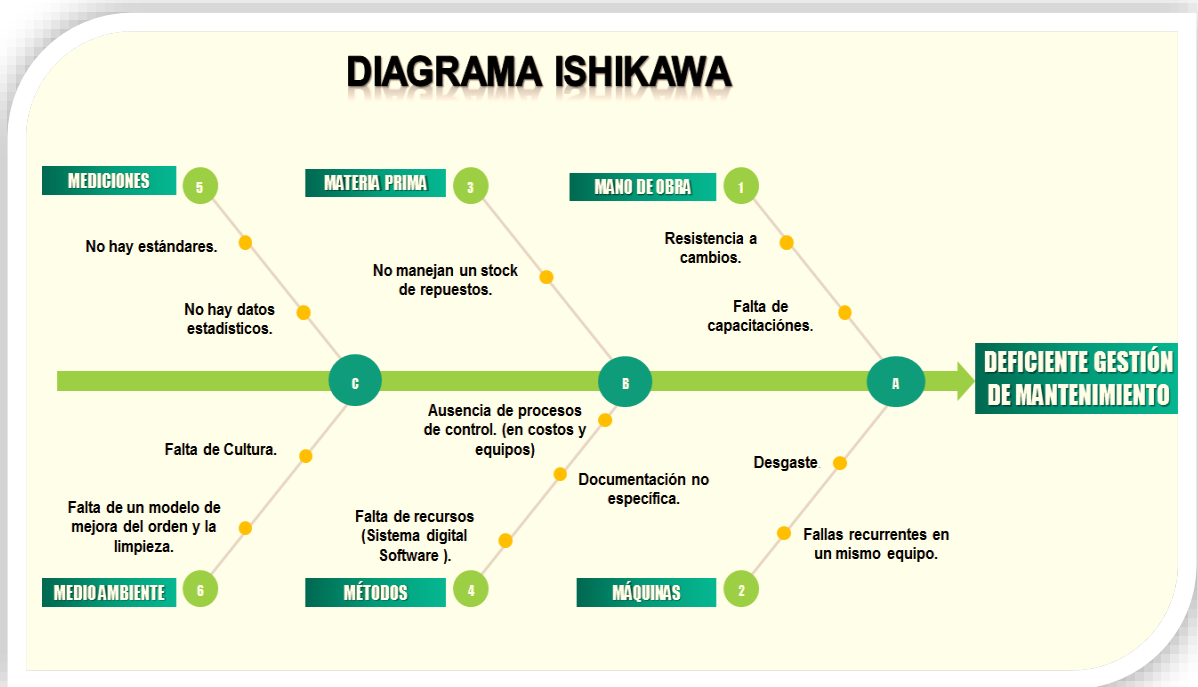 DIAGRAMA ISHIKAWA
MEDICIONES
5
MATERIA PRIMA
3
MANO DE OBRA
1
No hay estándares.
No hay datos
estadísticos.
No manejan un stock
de repuestos.
Resistencia a
cambios.
Falta de
capacitaciónes.
C
B
A
DEFICIENTE GESTIÓN
DE MANTENIMIENTO
Falta de Cultura.
Falta de un modelo de
mejora del orden y la
limpieza.
Ausencia de procesos
de control. (en costos y
equipos)
Documentación no
específica.
Falta de recursos
(Sistema digital
Software ).
Desgaste.
Fallas recurrentes en
un mismo equipo.
MEDIO AMBIENTE
6
MÉTODOS
4
MÁQUINAS
2